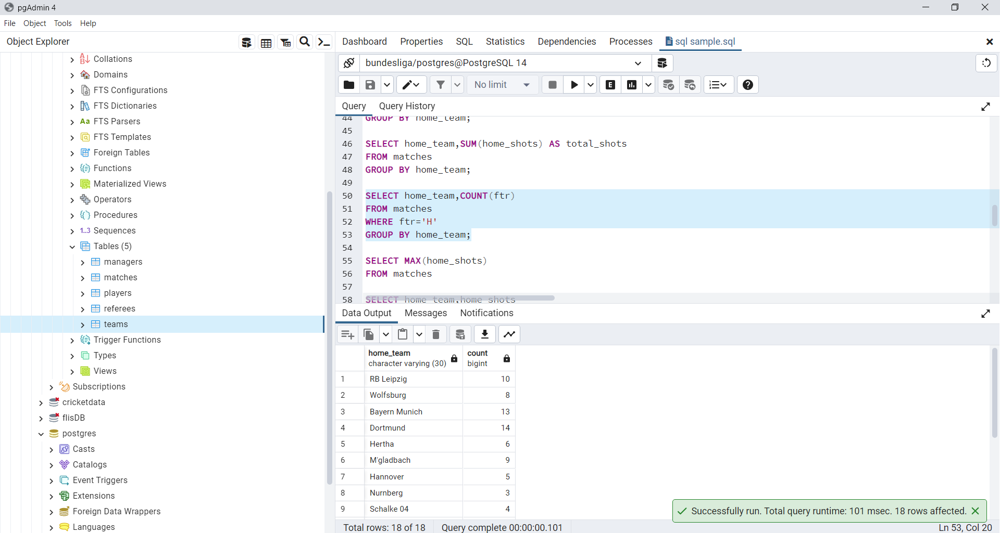 pgAdmin 4
File Object Tools Help
Object Explorer
Collations
Domains
FTS Configurations
FTS Dictionaries
Aa FTS Parsers
FTS Templates
Foreign Tables
Functions
Materialized Views
Operators
Procedures
1..3 Sequences
Tables (5)
managers
matches
players
referees
teams
Trigger Functions
Types
Views
Subscriptions
cricketdata
flisDB
postgres
Casts
Catalogs
Event Triggers
Extensions
Foreign Data Wrappers
Languages
Dashboard Properties SQL Statistics Dependencies Processes sql sample.sql
bundesliga/postgres@PostgreSQL 14
No limit E
Query Query History
44 GROUP BY home_team;
45
46 SELECT home_team,SUM(home_shots) AS total_shots
47 FROM matches
48 GROUP BY home_team;
49
50 SELECT home_team,COUNT(ftr)
51 FROM matches
52 WHERE ftr='H'
53 GROUP BY home_team;
54
55 SELECT MAX(home_shots)
56 FROM matches
57
58 SELECT home_team,home_shots
Data Output Messages Notifications
home_team count
character varying (30) bigint
1 RB Leipzig 10
2 Wolfsburg 8
3 Bayern Munich 13
4 Dortmund 14
5 Hertha 6
6 M'gladbach 9
7 Hannover 5
8 Nurnberg 3
9 Schalke 04 4
Successfully run. Total query runtime: 101 msec. 18 rows affected.
Total rows: 18 of 18 Query complete 00:00:00.101 Ln 53, Col 20